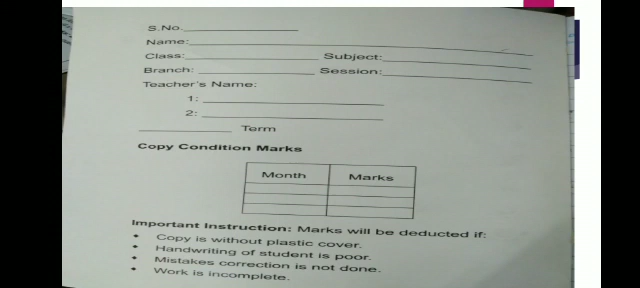 S.No.
Name:
Class: Subject:
Branch: Session:
Teacher's Name:
1:
2:
Term
Copy Condition Marks
Month Marks
Important Instruction: Marks will be deducted if:
• Copy is without plastic cover.
• Handwriting of student is poor.
• Mistakes correction is not done.
• Work is incomplete.